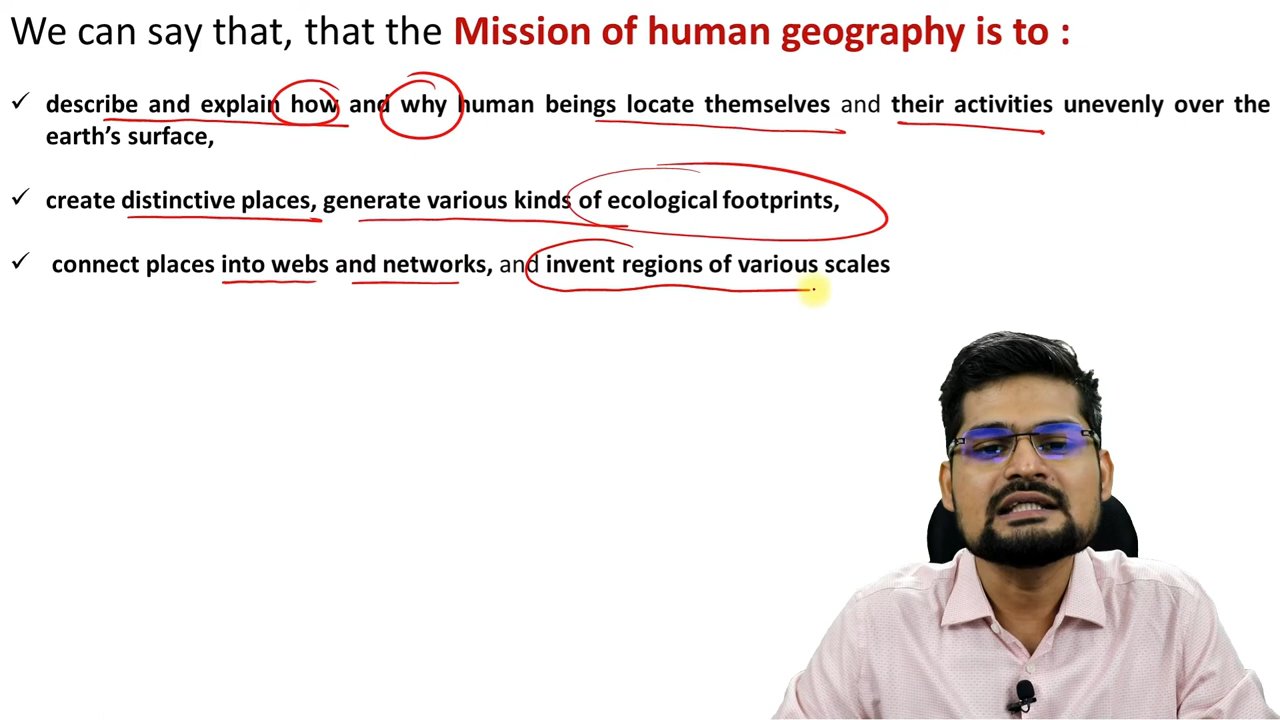 We can say that, that the Mission of human geography is to :
✓ describe and explain how and why human beings locate themselves and their activities unevenly over the
earth's surface,
✓ create distinctive places, generate various kinds of ecological footprints,
✓ connect places into webs and networks, and invent regions of various scales